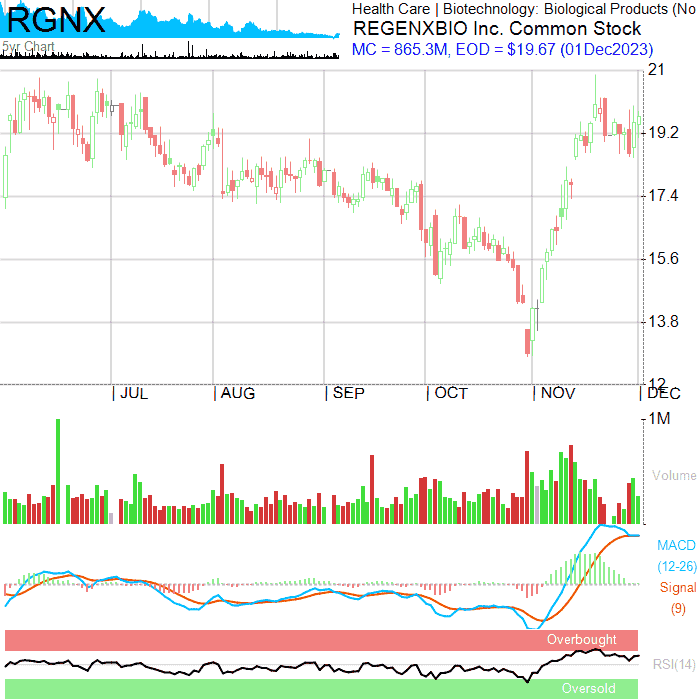 RGNX
5yr Chart
Health Care | Biotechnology: Biological Products (No
REGENXBIO Inc. Common Stock
MC = 865.3M, EOD = $19.67 (01Dec2023)
21
19.2
17.4
15.6
13.8
12
JUL AUG SEP OCT NOV DEC
1M
Volume
MACD
(12-26)
Signal
(9)
Overbought
RSI(14)
Oversold